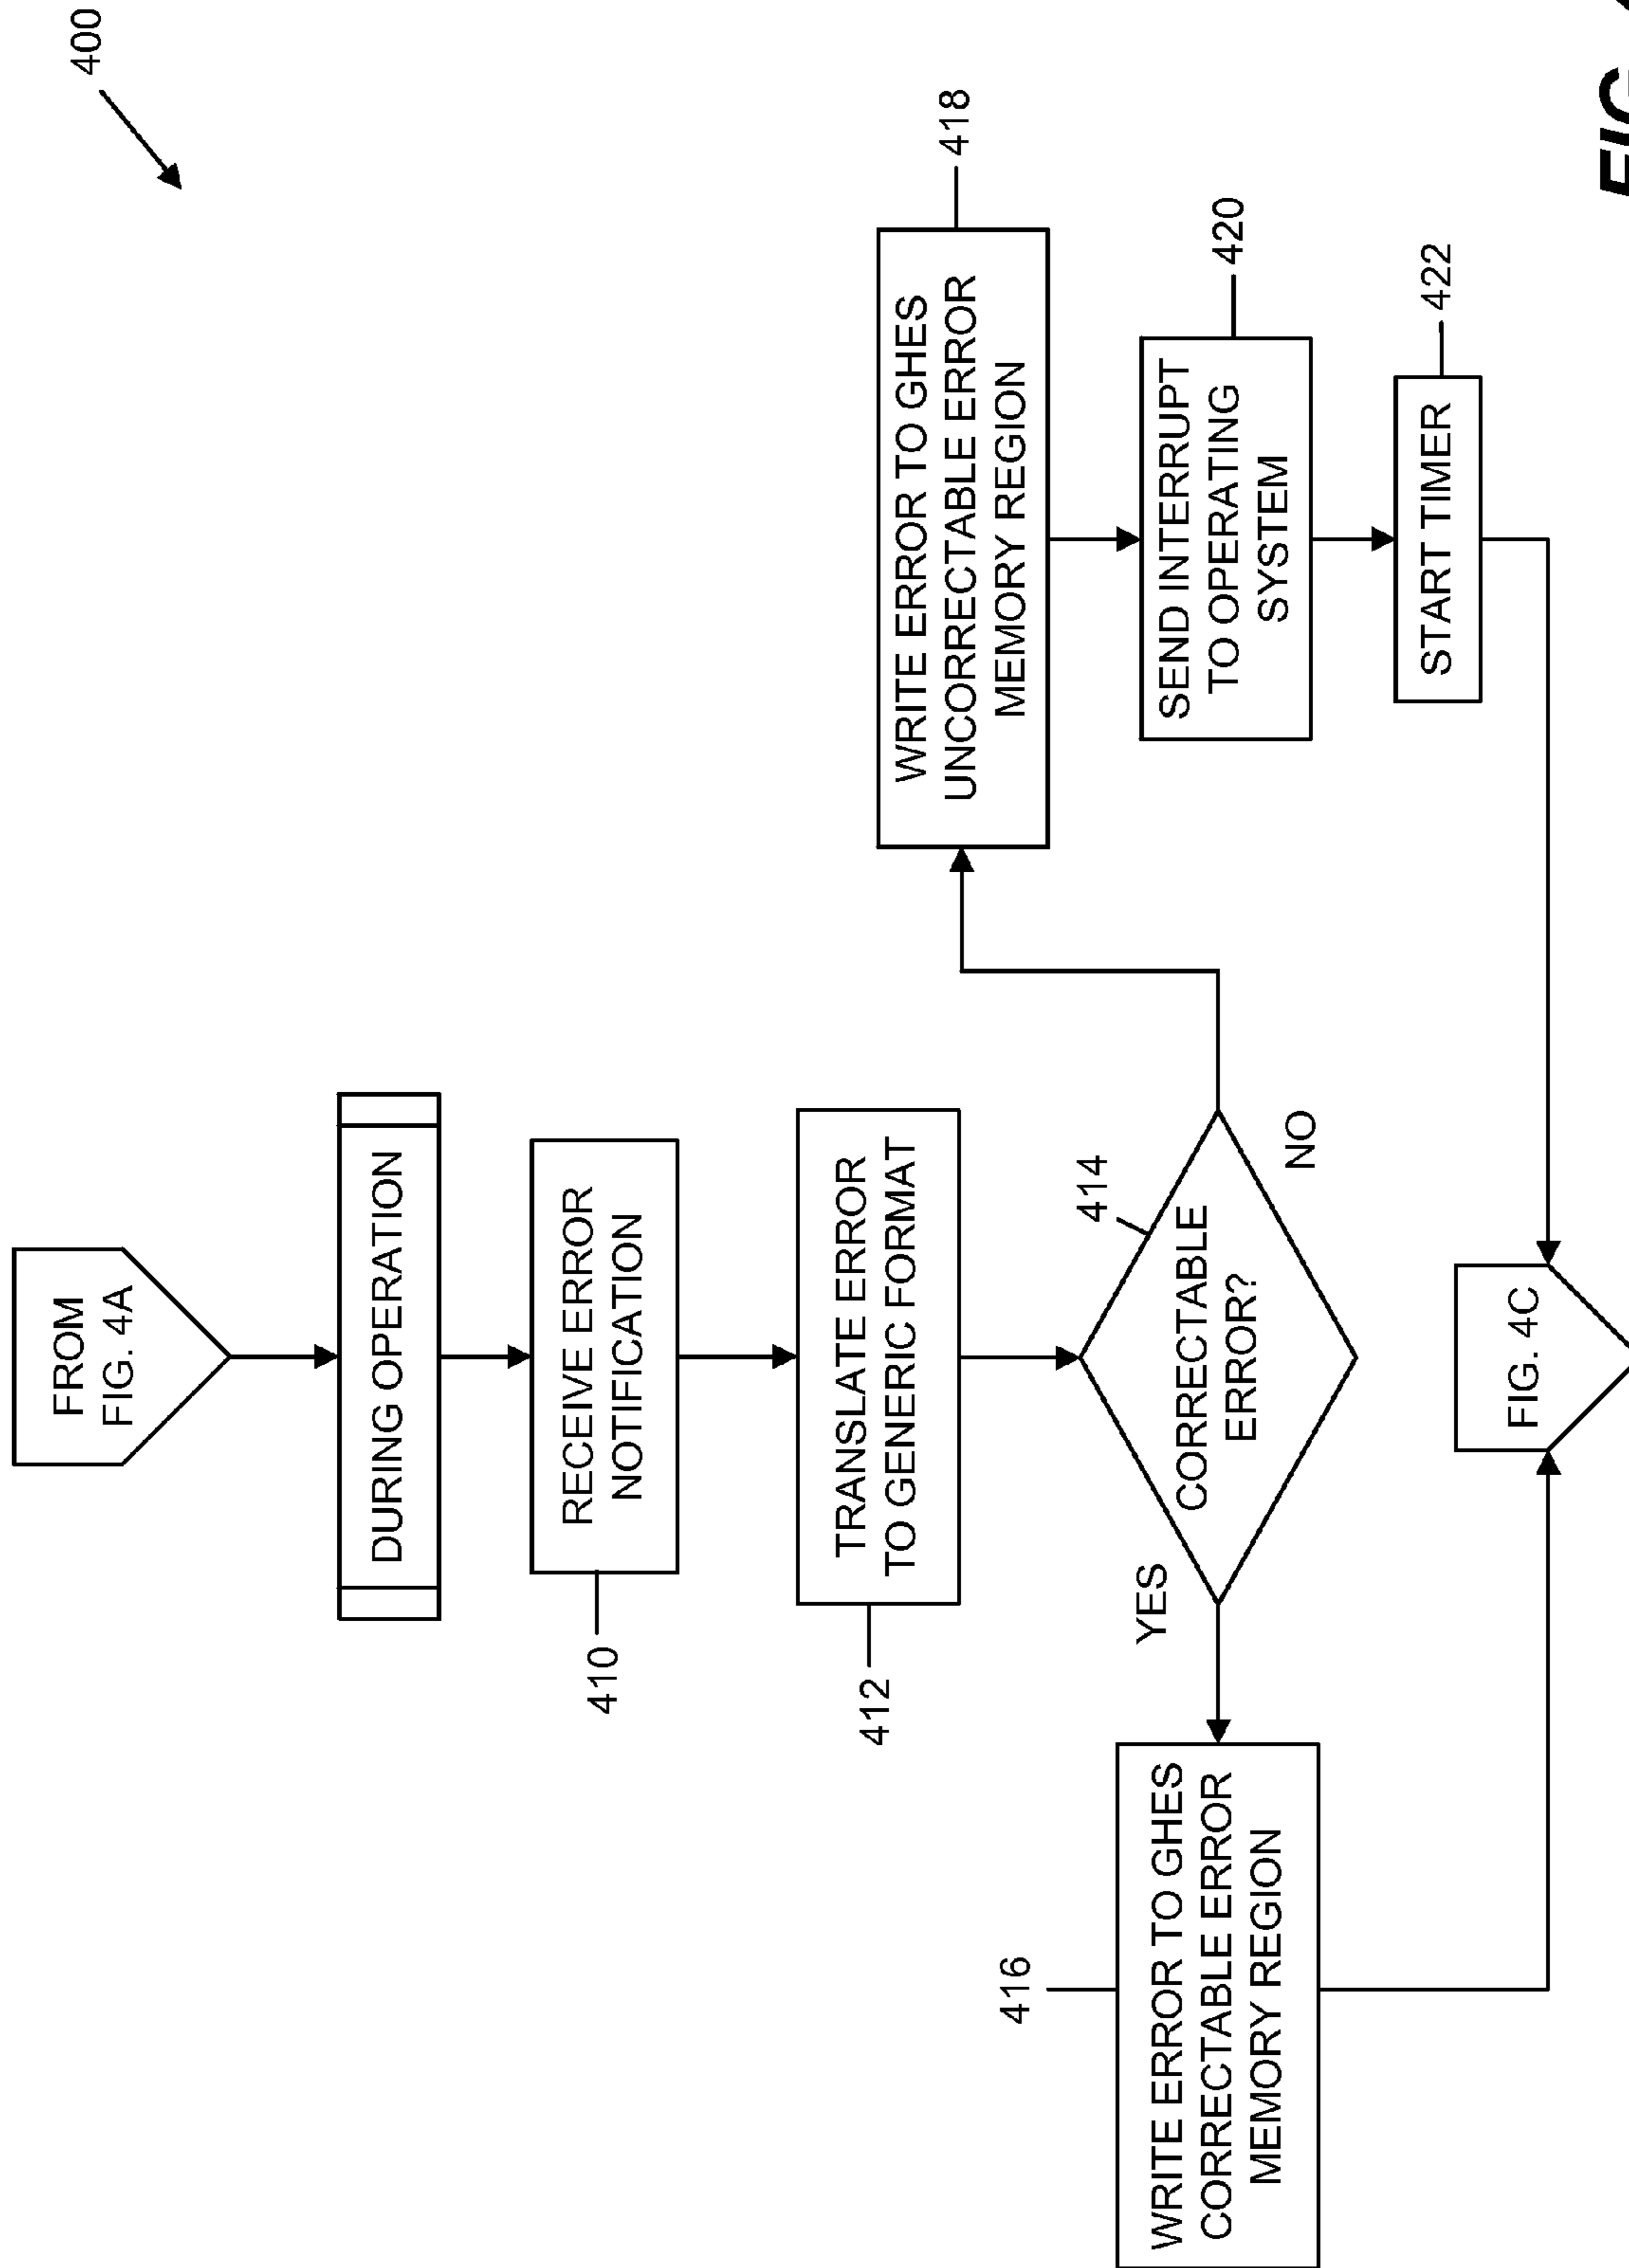 400
FROM
FIG. 4A
DURING OPERATION
RECEIVE ERROR
NOTIFICATION
410
TRANSLATE ERROR
TO GENERIC FORMAT
412
414
CORRECTABLE
ERROR?
YES
NO
WRITE ERROR TO GHES
CORRECTABLE ERROR
MEMORY REGION
416
WRITE ERROR TO GHES
UNCORRECTABLE ERROR
MEMORY REGION
418
SEND INTERRUPT
TO OPERATING
SYSTEM
420
START TIMER
422
FIG. 4C
FIG.